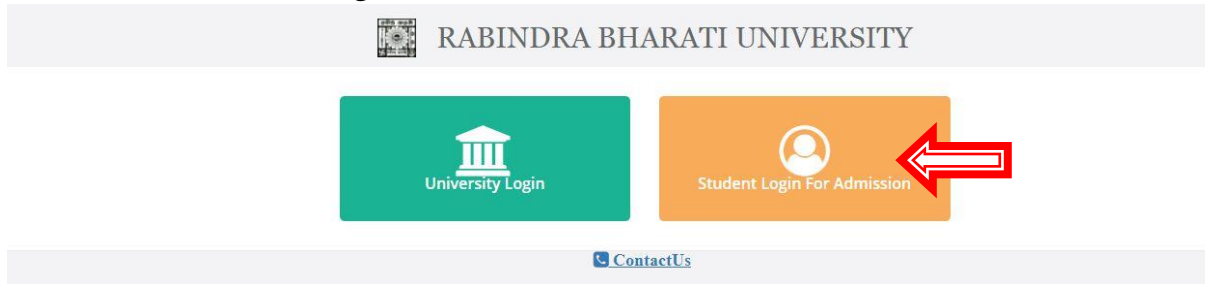 RABINDRA BHARATI UNIVERSITY
University Login
Student Login For Admission
ContactUs